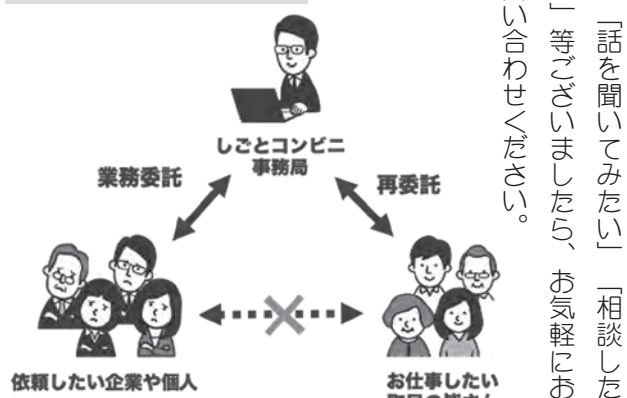 「話を聞いてみたい」「相談した
」等ございましたら、お気軽にお
い合わせください。
しごとコンビニ
事務局
業務委託
再委託
依頼したい企業や個人
お仕事したい